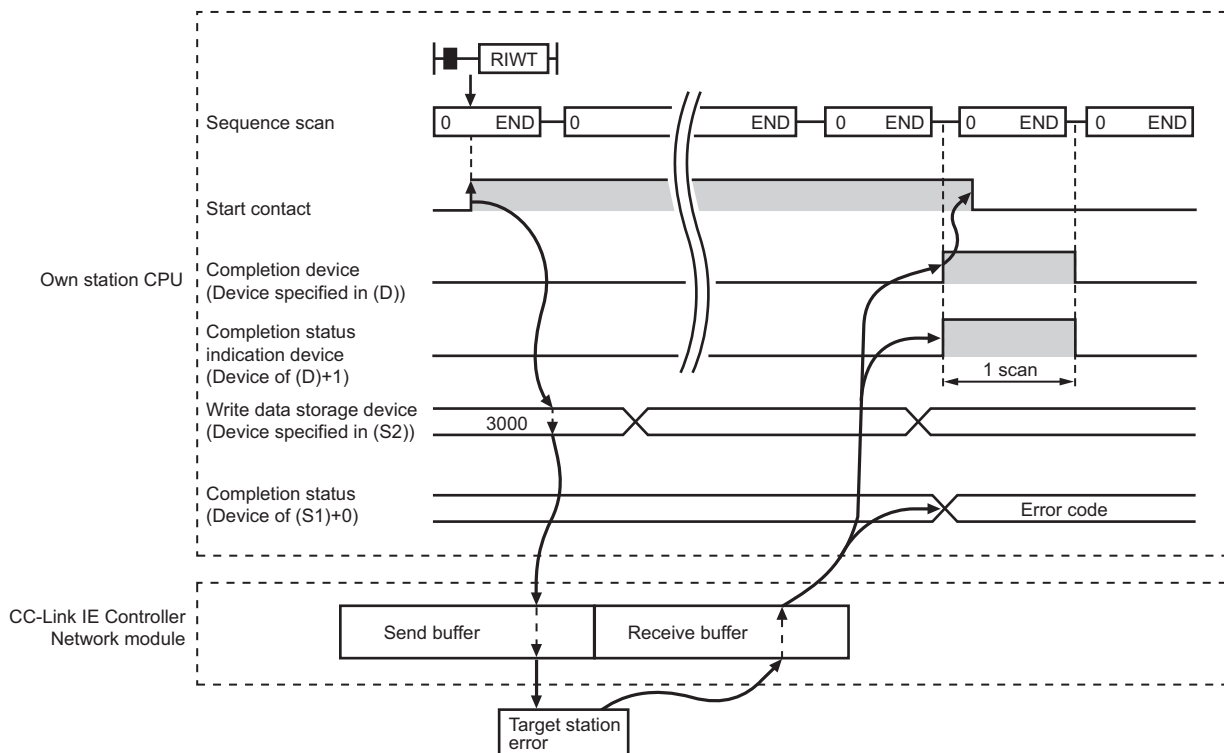 RIWT
Sequence scan
0 END 0 END 0 END 0 END 0 END
Start contact
Own station CPU
Completion device
(Device specified in (D))
Completion status
indication device
(Device of (D)+1)
1 scan
Write data storage device
(Device specified in (S2))
3000
Completion status
(Device of (S1)+0)
Error code
CC-Link IE Controller
Network module
Send buffer
Receive buffer
Target station
error